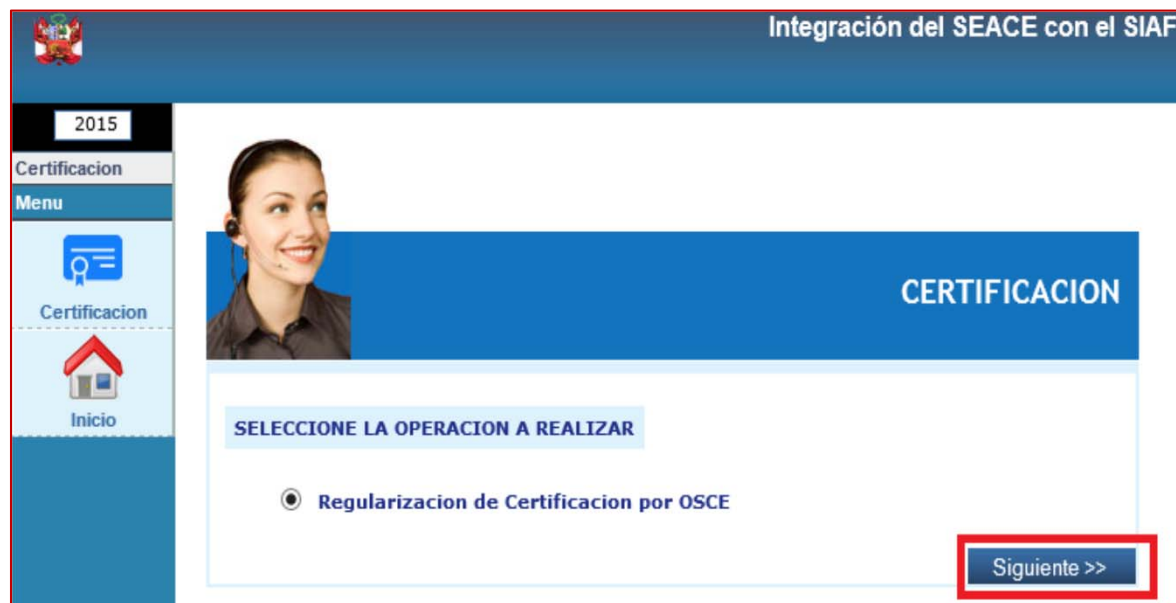 Integración del SEACE con el SIAF
2015
Certificacion
Menu
Certificacion
Inicio
CERTIFICACION
SELECCIONE LA OPERACION A REALIZAR
Regularizacion de Certificacion por OSCE
Siguiente >>